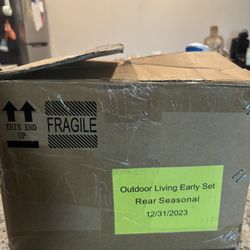 THIS END
UP
FRAGILE
Outdoor Living Early Set
Rear Seasonal
12/31/2023